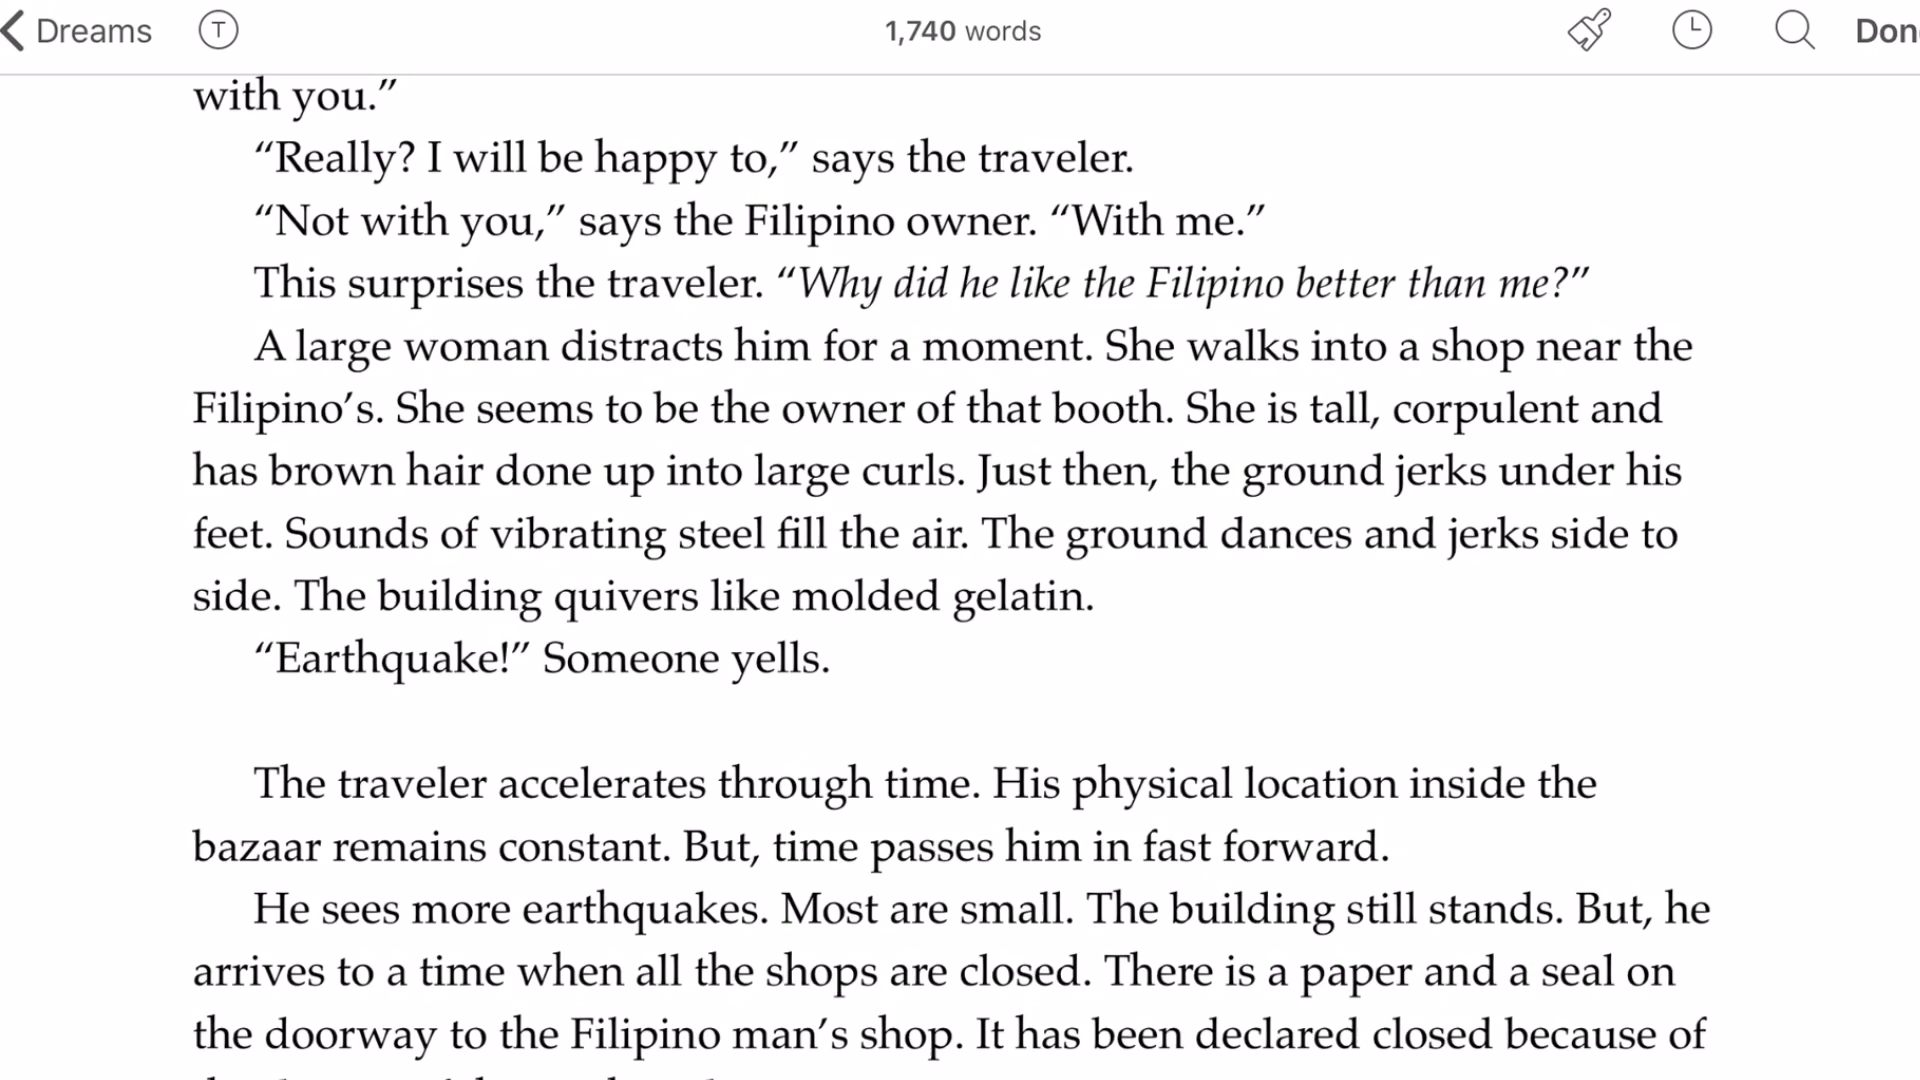 Dreams T 1,740 words Don
with you.”
“Really? I will be happy to,” says the traveler.
“Not with you,” says the Filipino owner. “With me.”
This surprises the traveler. “Why did he like the Filipino better than me?”
A large woman distracts him for a moment. She walks into a shop near the
Filipino’s. She seems to be the owner of that booth. She is tall, corpulent and
has brown hair done up into large curls. Just then, the ground jerks under his
feet. Sounds of vibrating steel fill the air. The ground dances and jerks side to
side. The building quivers like molded gelatin.
“Earthquake!” Someone yells.
The traveler accelerates through time. His physical location inside the
bazaar remains constant. But, time passes him in fast forward.
He sees more earthquakes. Most are small. The building still stands. But, he
arrives to a time when all the shops are closed. There is a paper and a seal on
the doorway to the Filipino man’s shop. It has been declared closed because of